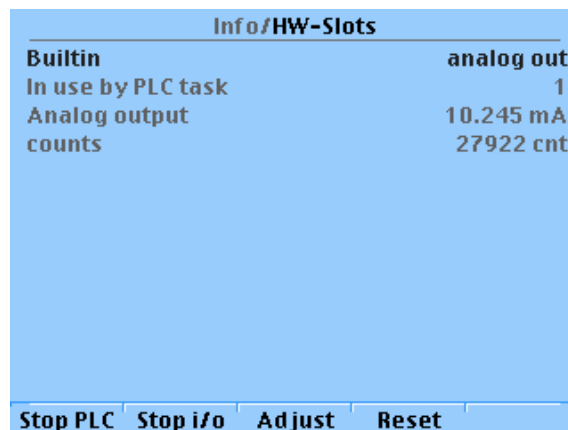 Info/HW-Slots
Builtin analog out
In use by PLC task 1
Analog output 10.245 mA
counts 27922 cnt
Stop PLC Stop i/o Adjust Reset